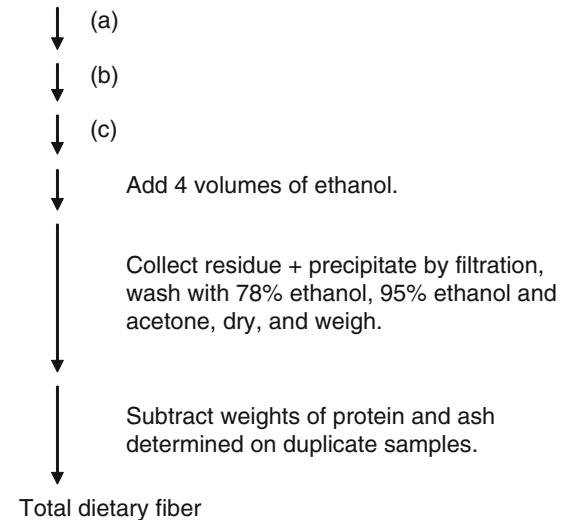 (a)
(b)
(c)
Add 4 volumes of ethanol.
Collect residue + precipitate by filtration,
wash with 78% ethanol, 95% ethanol and
acetone, dry, and weigh.
Subtract weights of protein and ash
determined on duplicate samples.
Total dietary fiber